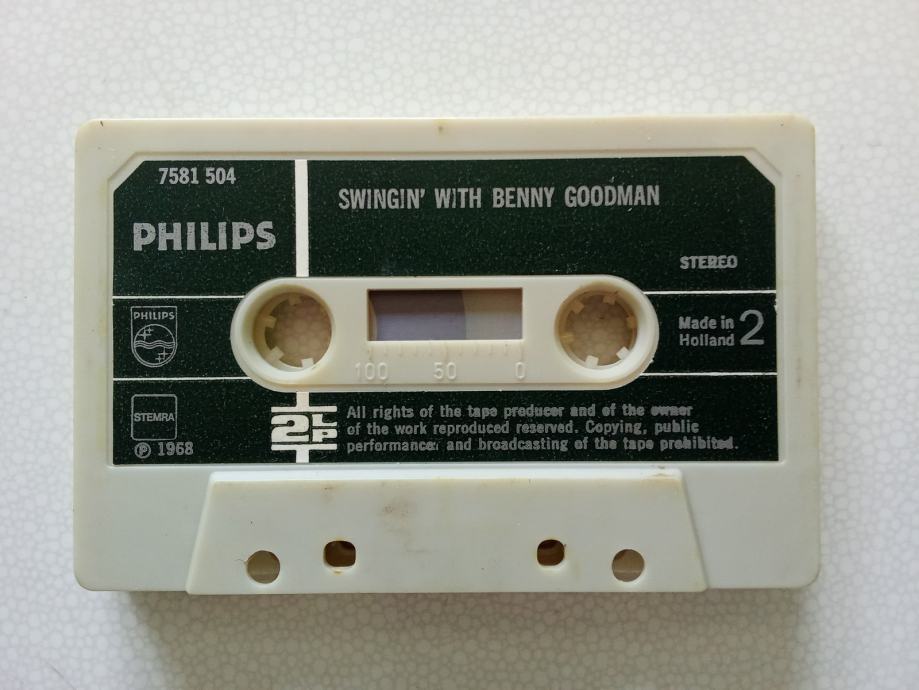 7581 504
SWINGIN' WITH BENNY GOODMAN
PHILIPS
STEREO
PHILIPS
Made in
Holland
2
100 50 0
STEMRA
℗ 1968
2LP
All rights of the tape producer and of the owner
of the work reproduced reserved. Copying, public
performance and broadcasting of the tape prohibited.